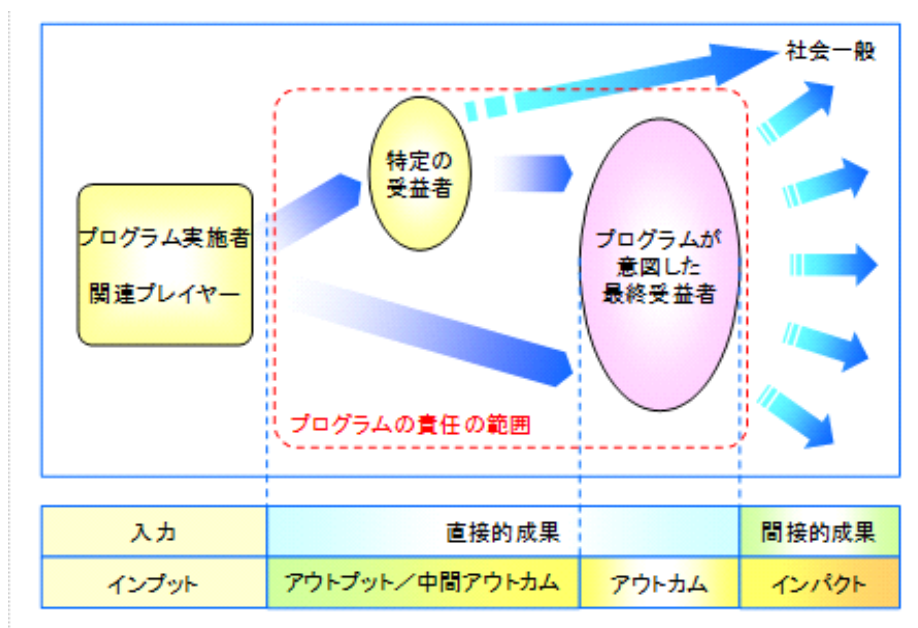 社会一般
特定の
受益者
プログラム実施者
関連プレイヤー
プログラムが
意図した
最終受益者
プログラムの責任の範囲
入力
直接的成果
間接的成果
インプット
アウトプット/中間アウトカム
アウトカム
インパクト